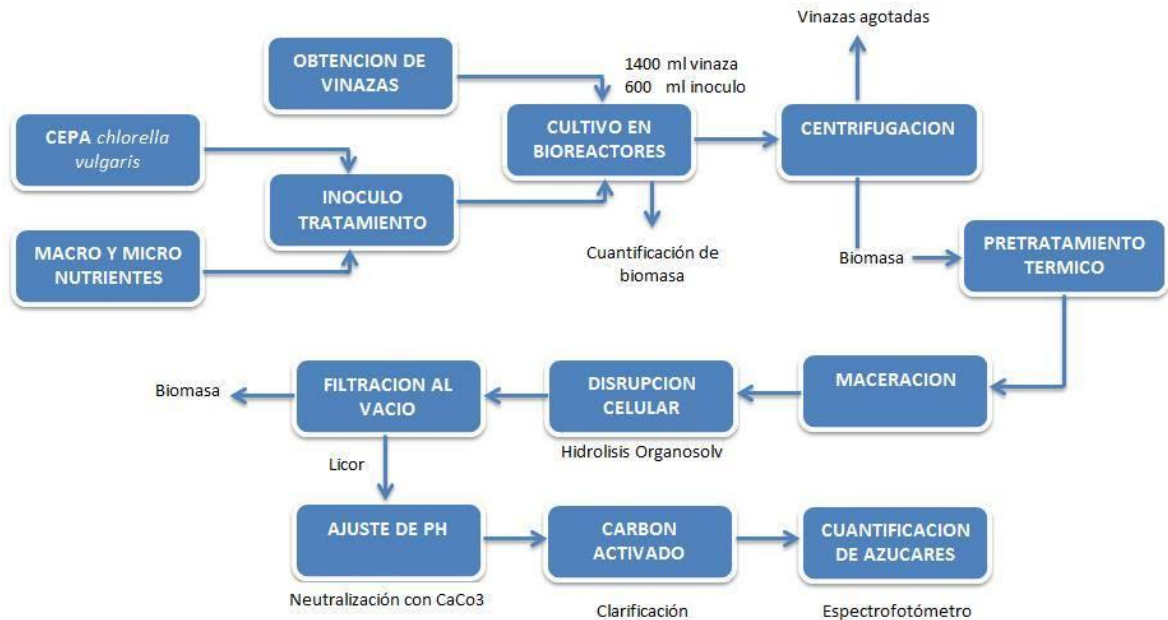 Vinazas agotadas
OBTENCION DE
VINAZAS
1400 ml vinaza
600 ml inoculo
CEPA chlorella
vulgaris
CULTIVO EN
BIOREACTORES
CENTRIFUGACION
INOCULO
TRATAMIENTO
MACRO Y MICRO
NUTRIENTES
Cuantificación de
biomasa
Biomasa
PRETRATAMIENTO
TERMICO
Biomasa
FILTRACION AL
VACIO
DISRUPCION
CELULAR
MACERACION
Hidrolisis Organosolv
Licor
AJUSTE DE PH
CARBON
ACTIVADO
CUANTIFICACION
DE AZUCARES
Neutralización con CaCo3
Clarificación
Espectrofotómetro